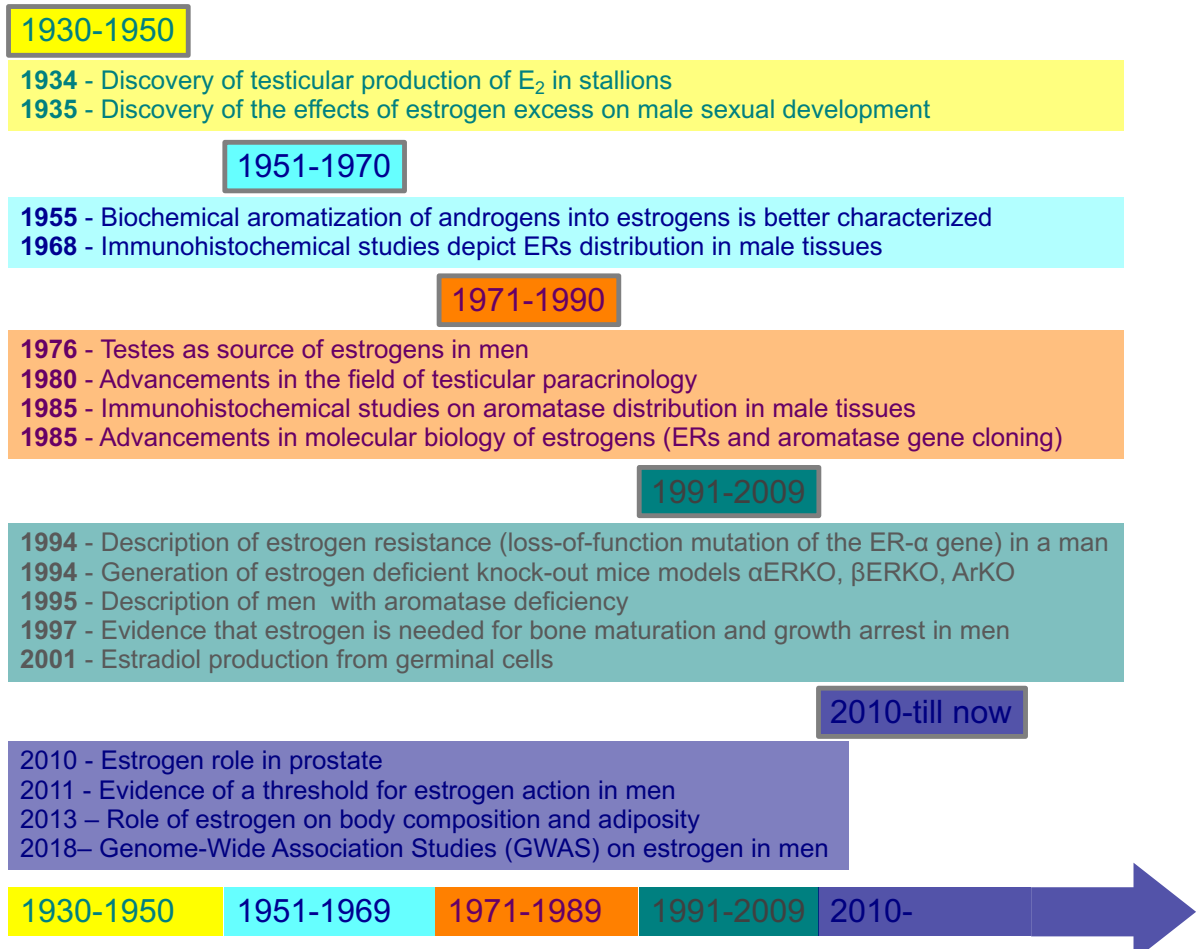 1930-1950
1934 - Discovery of testicular production of E₂ in stallions
1935 - Discovery of the effects of estrogen excess on male sexual development
1951-1970
1955 - Biochemical aromatization of androgens into estrogens is better characterized
1968 - Immunohistochemical studies depict ERs distribution in male tissues
1971-1990
1976 - Testes as source of estrogens in men
1980 - Advancements in the field of testicular paracrinology
1985 - Immunohistochemical studies on aromatase distribution in male tissues
1985 - Advancements in molecular biology of estrogens (ERs and aromatase gene cloning)
1991-2009
1994 - Description of estrogen resistance (loss-of-function mutation of the ER-α gene) in a man
1994 - Generation of estrogen deficient knock-out mice models αERKO, βERKO, ArKO
1995 - Description of men with aromatase deficiency
1997 - Evidence that estrogen is needed for bone maturation and growth arrest in men
2001 - Estradiol production from germinal cells
2010-till now
2010 - Estrogen role in prostate
2011 - Evidence of a threshold for estrogen action in men
2013 – Role of estrogen on body composition and adiposity
2018– Genome-Wide Association Studies (GWAS) on estrogen in men
1930-1950 1951-1969 1971-1989 1991-2009 2010-